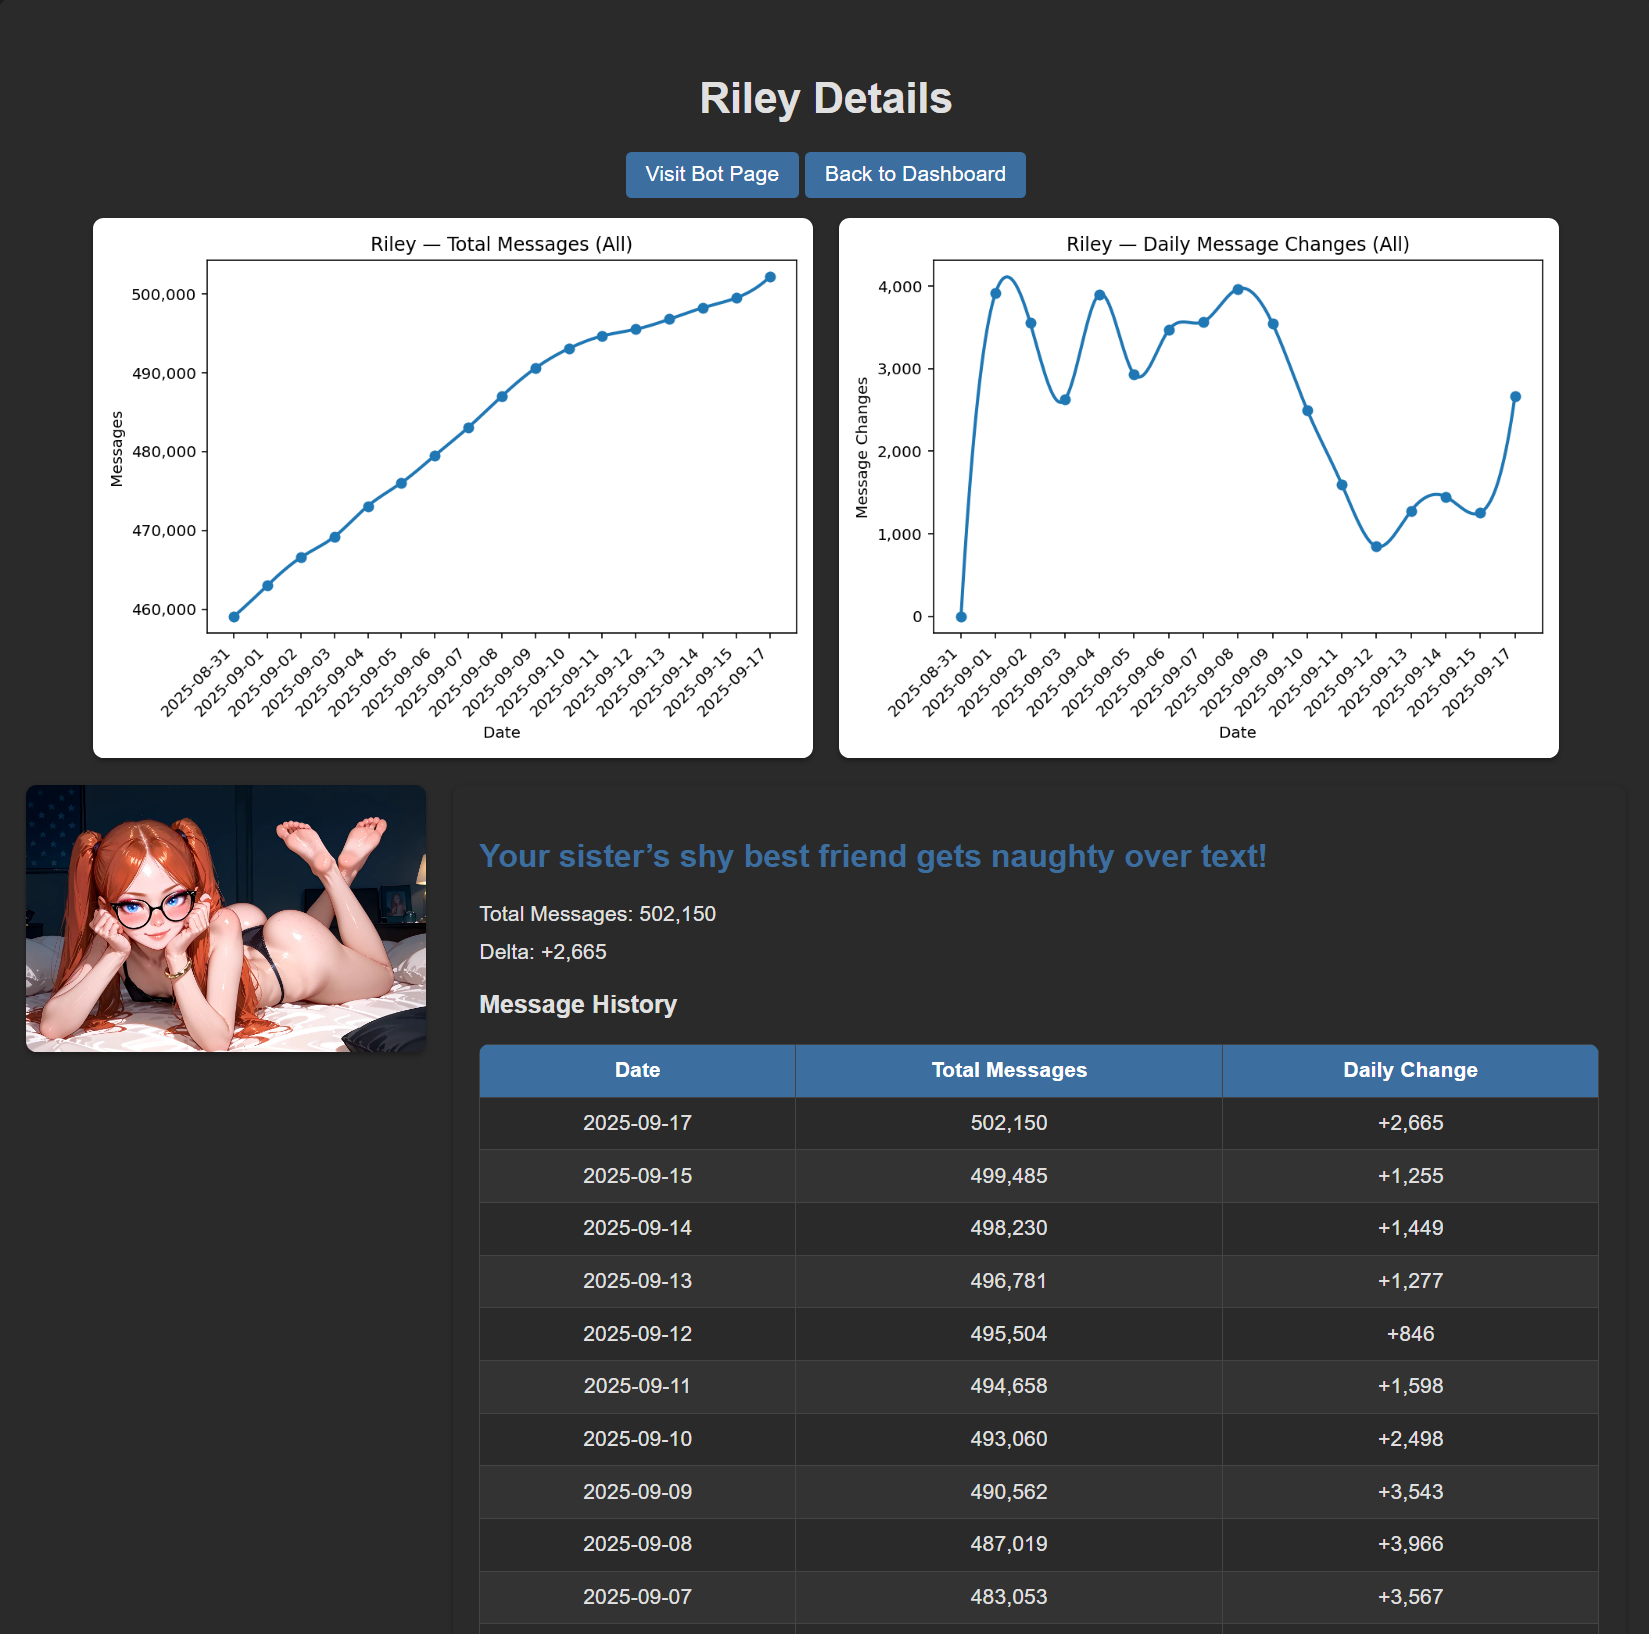 Riley Details
Visit Bot Page Back to Dashboard
Riley — Total Messages (All)
500,000
490,000
480,000
470,000
460,000
Messages
2025-08-31 2025-09-01 2025-09-02 2025-09-03 2025-09-04 2025-09-05 2025-09-06 2025-09-07 2025-09-08 2025-09-09 2025-09-10 2025-09-11 2025-09-12 2025-09-13 2025-09-14 2025-09-15 2025-09-17
Date
Riley — Daily Message Changes (All)
4,000
3,000
2,000
1,000
0
Message Changes
2025-08-31 2025-09-01 2025-09-02 2025-09-03 2025-09-04 2025-09-05 2025-09-06 2025-09-07 2025-09-08 2025-09-09 2025-09-10 2025-09-11 2025-09-12 2025-09-13 2025-09-14 2025-09-15 2025-09-17
Date
Your sister’s shy best friend gets naughty over text!
Total Messages: 502,150
Delta: +2,665
Message History
Date Total Messages Daily Change
2025-09-17 502,150 +2,665
2025-09-15 499,485 +1,255
2025-09-14 498,230 +1,449
2025-09-13 496,781 +1,277
2025-09-12 495,504 +846
2025-09-11 494,658 +1,598
2025-09-10 493,060 +2,498
2025-09-09 490,562 +3,543
2025-09-08 487,019 +3,966
2025-09-07 483,053 +3,567